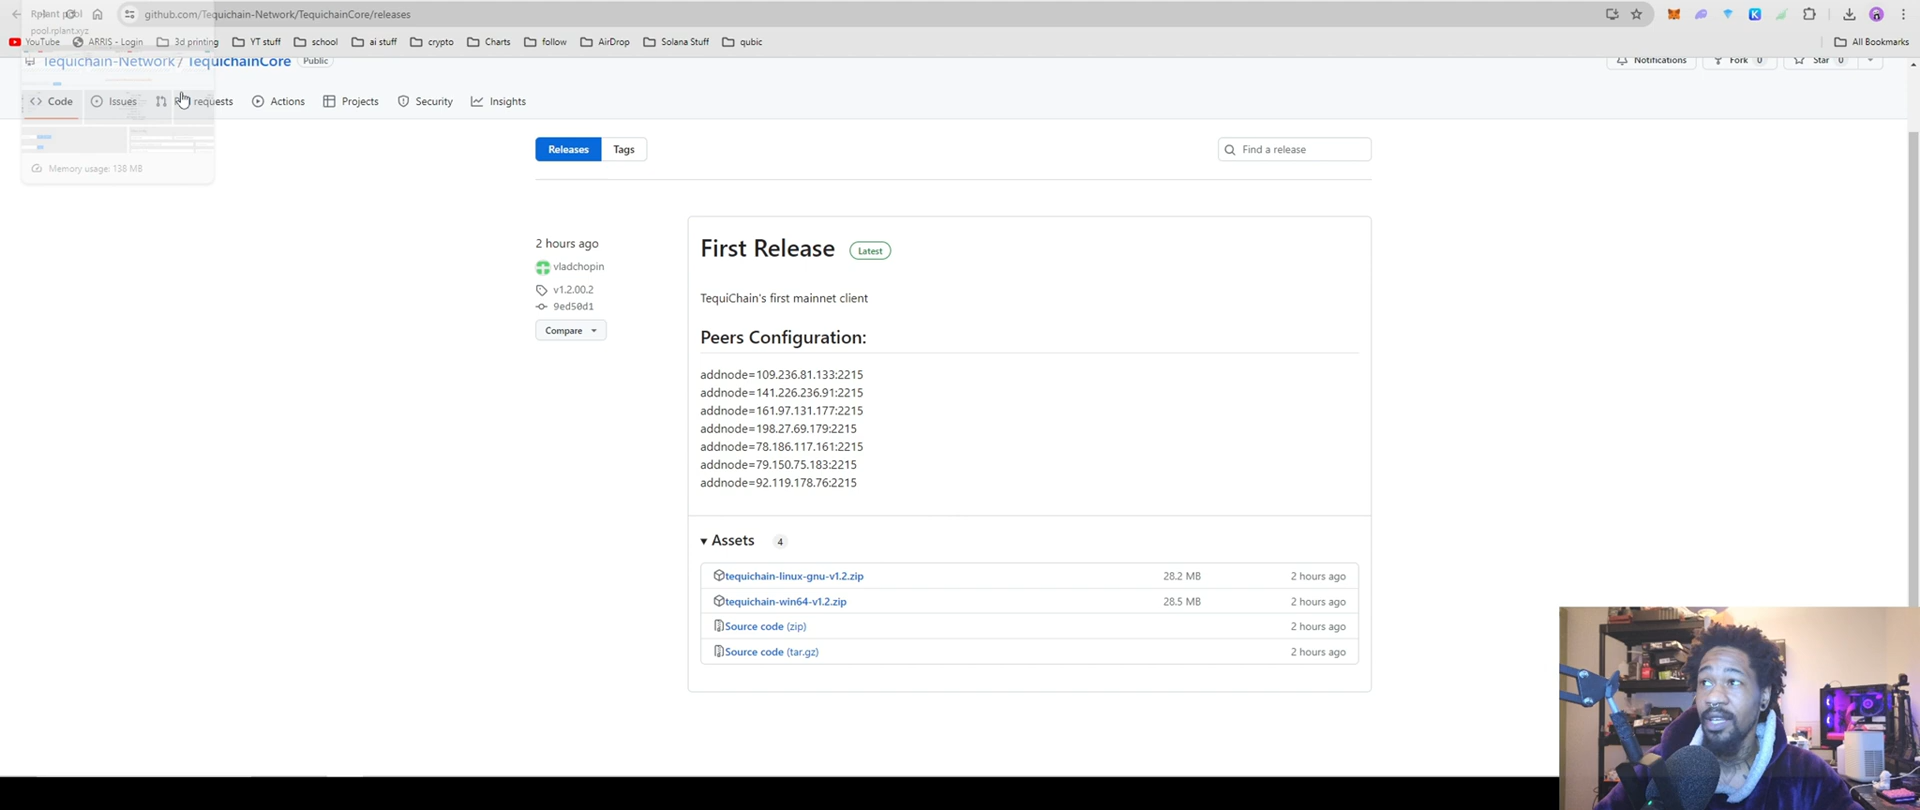 Rplant pool
github.com/Tequichain-Network/TequichainCore/releases
pool.rplant.xyz
YouTube
ARRIS - Login
3d printing
YT stuff
school
ai stuff
crypto
Charts
follow
AirDrop
Solana Stuff
qubic
All Bookmarks
Tequichain-Network / TequichainCore
Public
Notifications
Fork 0
Star 0
Code
Issues
requests
Actions
Projects
Security
Insights
Memory usage: 138 MB
Releases
Tags
Find a release
2 hours ago
vladchopin
v1.2.00.2
9ed50d1
Compare
First Release
Latest
TequiChain's first mainnet client
Peers Configuration:
addnode=109.236.81.133:2215
addnode=141.226.236.91:2215
addnode=161.97.131.177:2215
addnode=198.27.69.179:2215
addnode=78.186.117.161:2215
addnode=79.150.75.183:2215
addnode=92.119.178.76:2215
Assets 4
tequichain-linux-gnu-v1.2.zip 28.2 MB 2 hours ago
tequichain-win64-v1.2.zip 28.5 MB 2 hours ago
Source code (zip) 2 hours ago
Source code (tar.gz) 2 hours ago